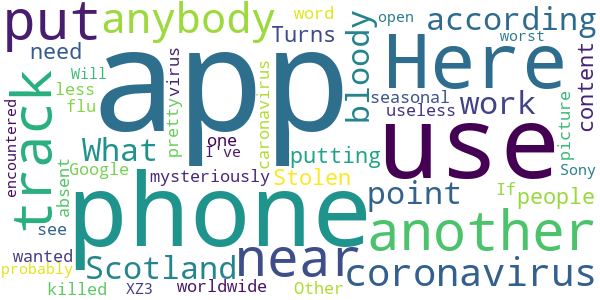 put anybody Turns word open according
need worst
Will less flu
virus pretty
app
bloody
Here
seasonal
useless work
content
picture
encountered
track
What
caronavirus
one
I've
putting
use
absent Google mysteriously Stolen
point If people Sony
see
wanted
probably
phone
near
another
Scotland
coronavirus
killed XZ3 worldwide Other